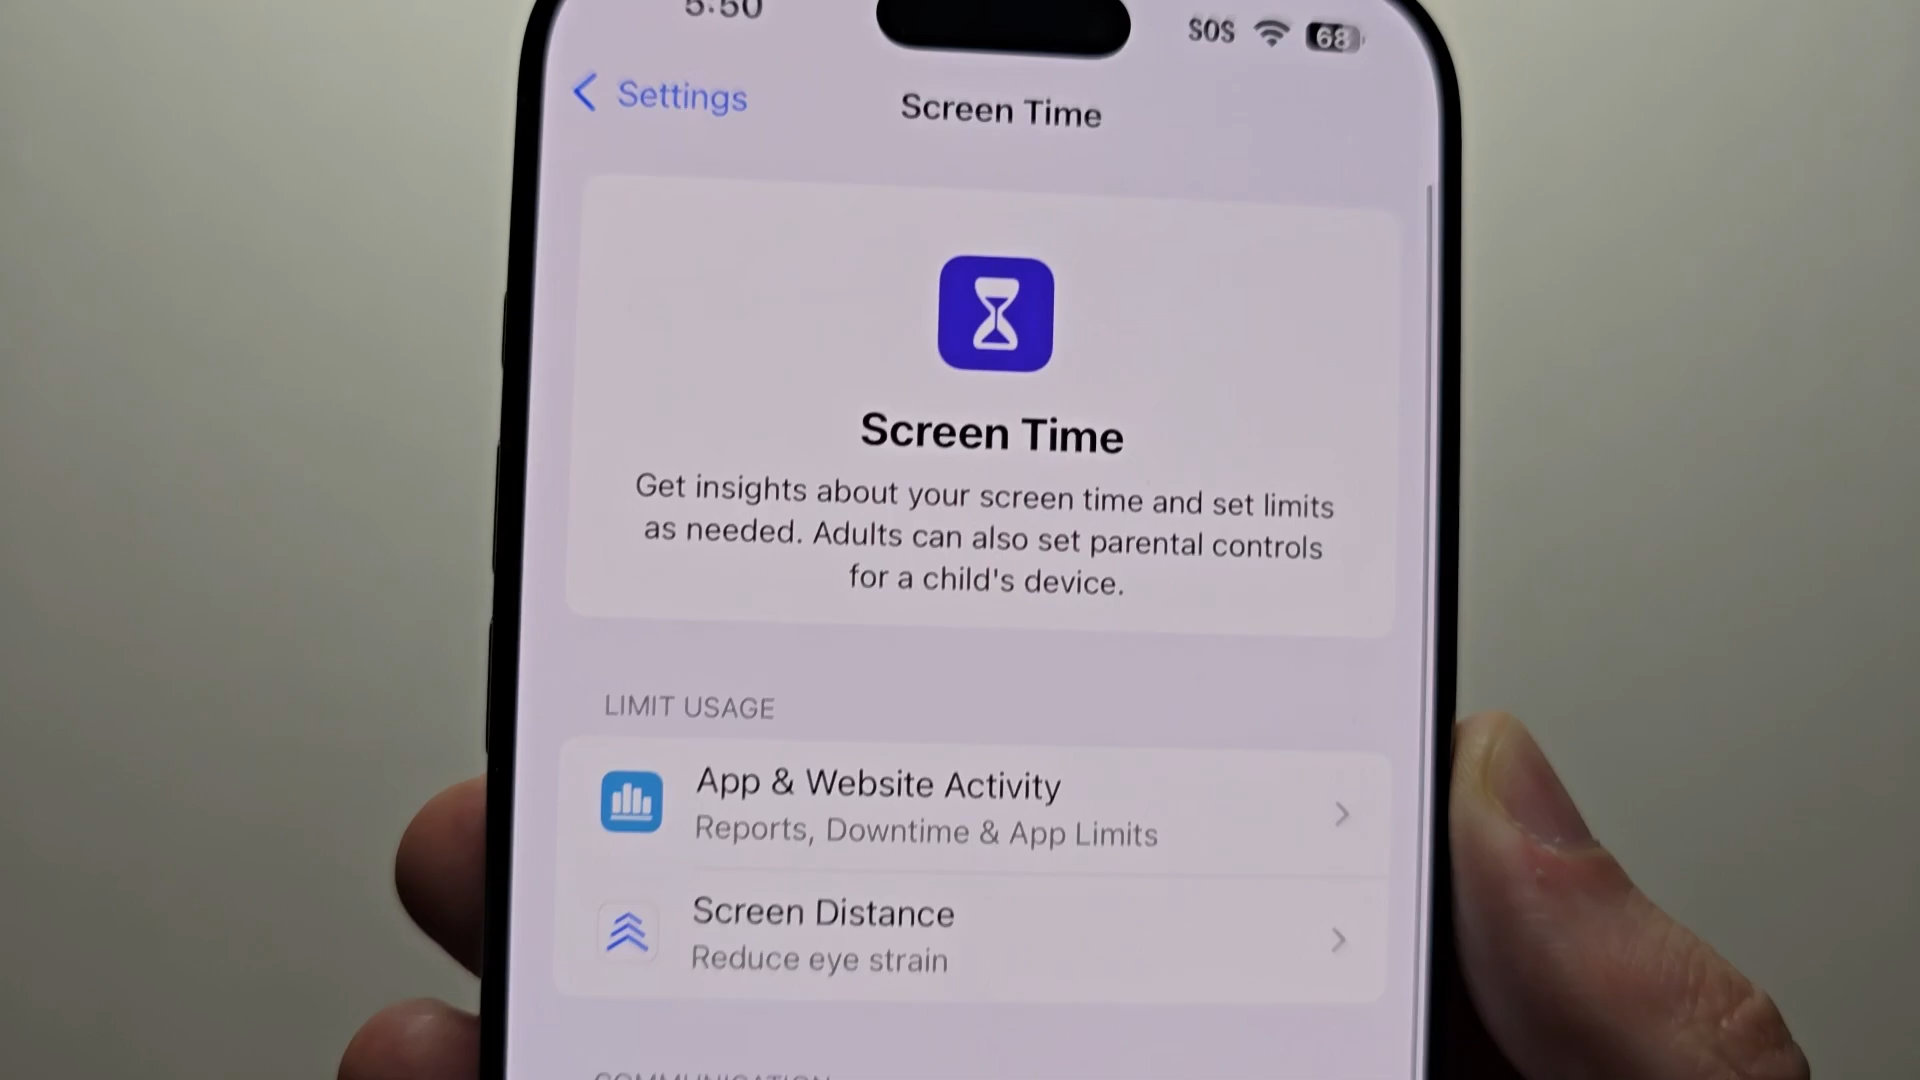 5:50
SOS
68
Settings
Screen Time
Screen Time
Get insights about your screen time and set limits
as needed. Adults can also set parental controls
for a child's device.
LIMIT USAGE
App & Website Activity
Reports, Downtime & App Limits
Screen Distance
Reduce eye strain
COMMUNICATION